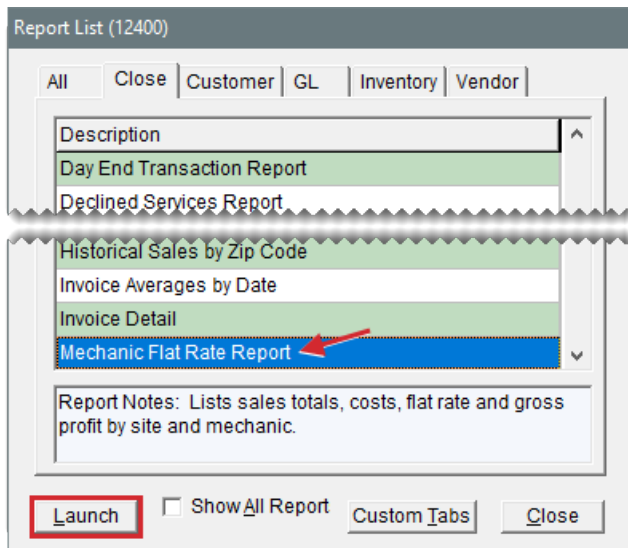 Report List (12400)
All Close Customer GL Inventory Vendor
Description
Day End Transaction Report
Declined Services Report
Historical Sales by Zip Code
Invoice Averages by Date
Invoice Detail
Mechanic Flat Rate Report
Report Notes: Lists sales totals, costs, flat rate and gross
profit by site and mechanic.
Launch Show All Report Custom Tabs Close